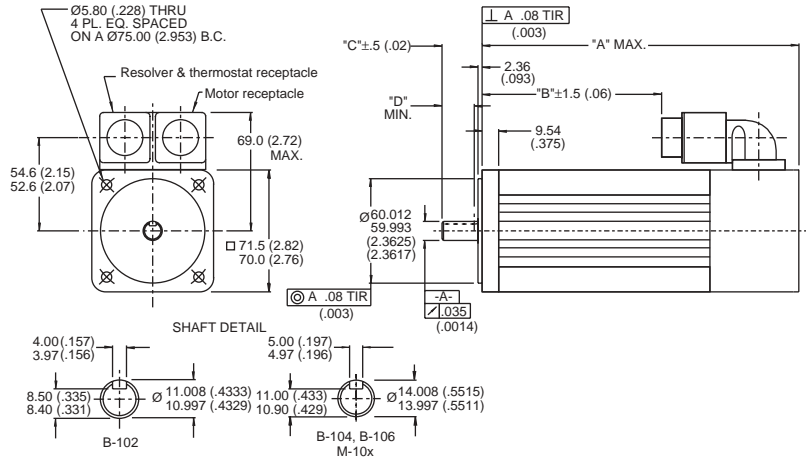 Ø5.80 (.228) THRU
4 PL. EQ. SPACED
ON A Ø75.00 (2.953) B.C.
Resolver & thermostat receptacle
Motor receptacle
69.0 (2.72)
MAX.
54.6 (2.15)
52.6 (2.07)
□ 71.5 (2.82)
70.0 (2.76)
⊥ A .08 TIR
(.003)
"C"±.5 (.02)
"A" MAX.
2.36
(.093)
"D"
MIN.
"B"±1.5 (.06)
9.54
(.375)
Ø 60.012
59.993
(2.3625)
(2.3617)
◎ A .08 TIR
(.003)
-A-
↗ .035
(.0014)
SHAFT DETAIL
4.00 (.157)
3.97 (.156)
8.50 (.335)
8.40 (.331)
Ø 11.008 (.4333)
10.997 (.4329)
B-102
5.00 (.197)
4.97 (.196)
11.00 (.433)
10.90 (.429)
Ø 14.008 (.5515)
13.997 (.5511)
B-104, B-106
M-10x